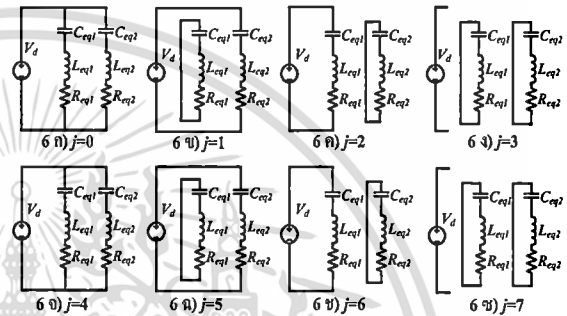 V_d C_eq1 C_eq2 L_eq1 L_eq2 R_eq1 R_eq2
6 ก) j=0
V_d C_eq1 C_eq2 L_eq1 L_eq2 R_eq1 R_eq2
6 ข) j=1
V_d C_eq1 C_eq2 L_eq1 L_eq2 R_eq1 R_eq2
6 ค) j=2
V_d C_eq1 C_eq2 L_eq1 L_eq2 R_eq1 R_eq2
6 ง) j=3
V_d C_eq1 C_eq2 L_eq1 L_eq2 R_eq1 R_eq2
6 จ) j=4
V_d C_eq1 C_eq2 L_eq1 L_eq2 R_eq1 R_eq2
6 ฉ) j=5
V_d C_eq1 C_eq2 L_eq1 L_eq2 R_eq1 R_eq2
6 ช) j=6
V_d C_eq1 C_eq2 L_eq1 L_eq2 R_eq1 R_eq2
6 ซ) j=7